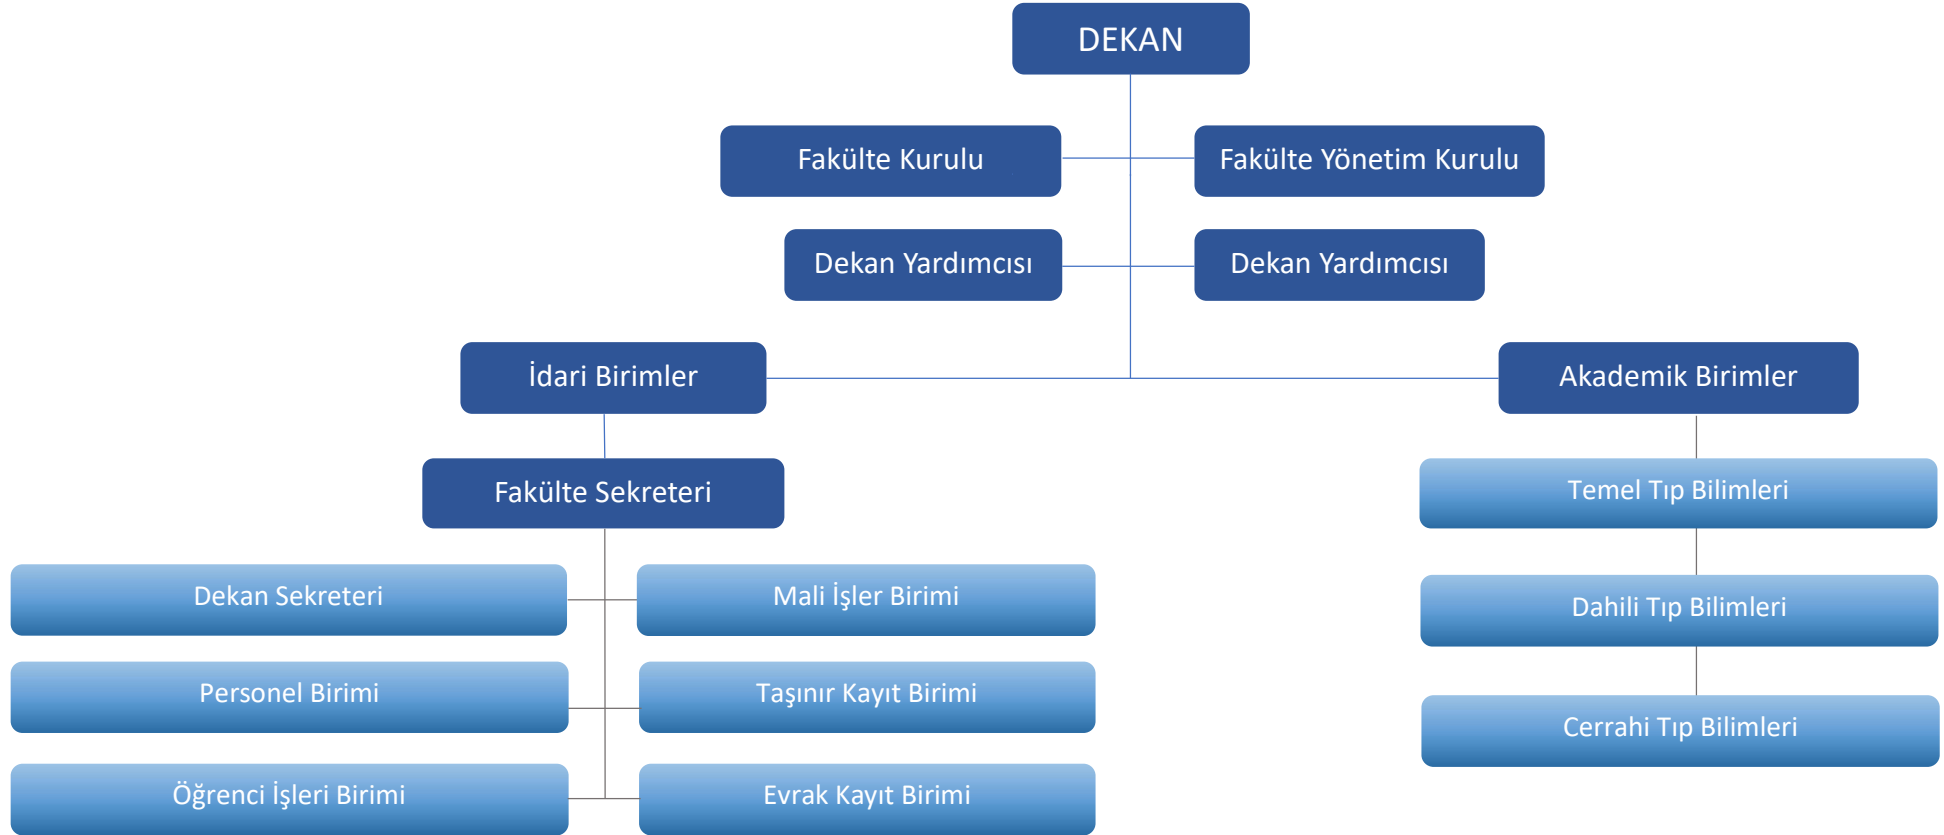 DEKAN
Fakülte Kurulu
Fakülte Yönetim Kurulu
Dekan Yardımcısı
Dekan Yardımcısı
İdari Birimler
Akademik Birimler
Fakülte Sekreteri
Temel Tıp Bilimleri
Dekan Sekreteri
Mali İşler Birimi
Dahili Tıp Bilimleri
Personel Birimi
Taşınır Kayıt Birimi
Cerrahi Tıp Bilimleri
Öğrenci İşleri Birimi
Evrak Kayıt Birimi